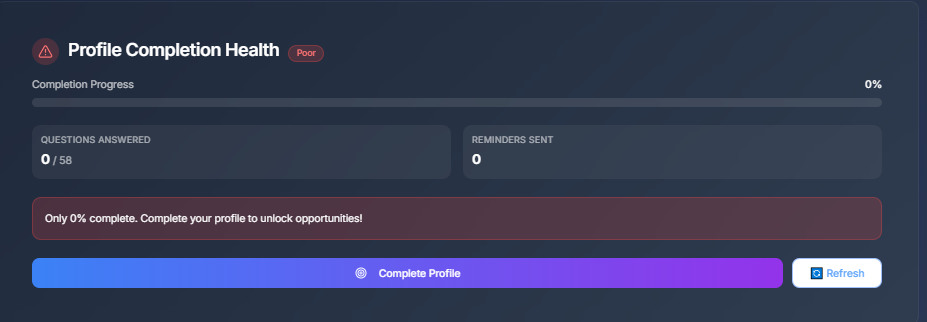 Profile Completion Health Poor
Completion Progress 0%
QUESTIONS ANSWERED
0 / 58
REMINDERS SENT
0
Only 0% complete. Complete your profile to unlock opportunities!
Complete Profile
Refresh